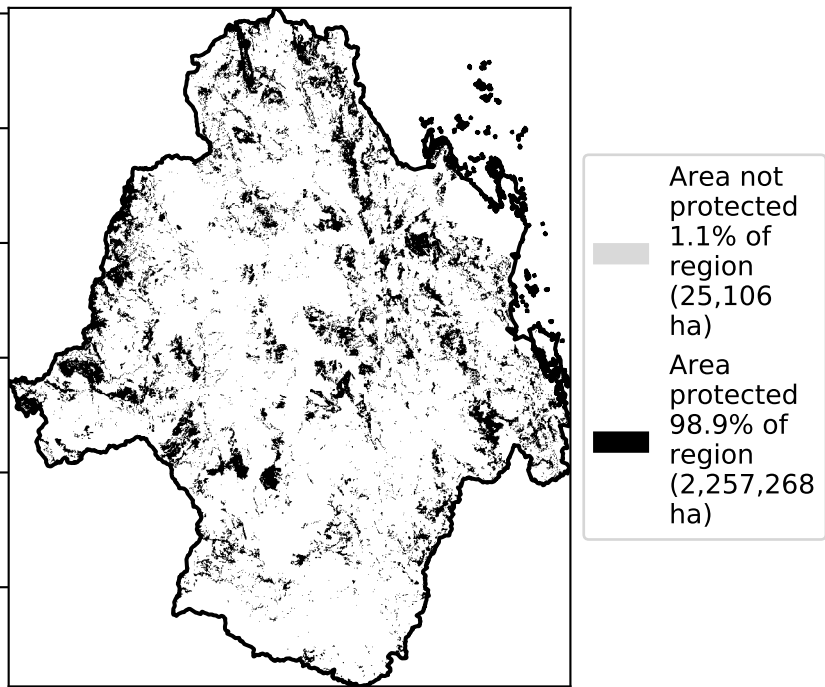 Area not
protected
1.1% of
region
(25,106
ha)
Area
protected
98.9% of
region
(2,257,268
ha)